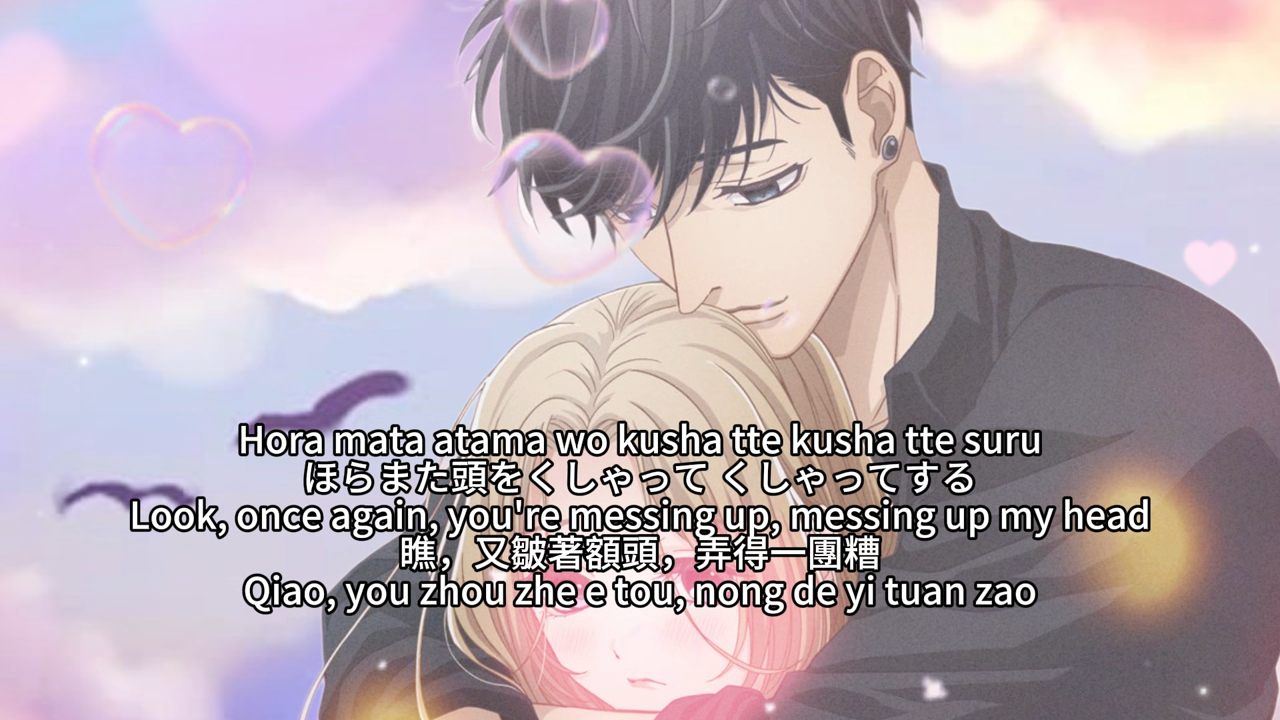 Hora mata atama wo kusha tte kusha tte suru
ほらまた頭をくしゃって くしゃってする
Look, once again, you're messing up, messing up my head
瞧，又皺著額頭，弄得一團糟
Qiao, you zhou zhe e tou, nong de yi tuan zao